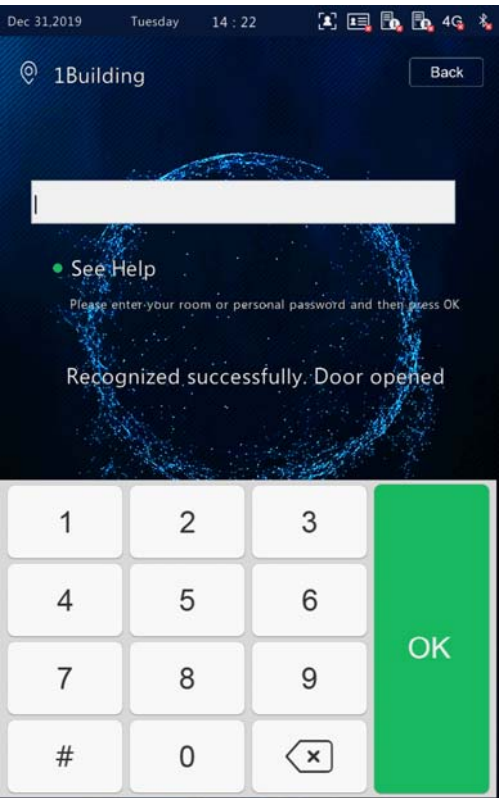 Dec 31,2019 Tuesday 14 : 22 4G
1Building Back
See Help
Please enter your room or personal password and then press OK
Recognized successfully. Door opened
1 2 3
4 5 6
OK
7 8 9
# 0